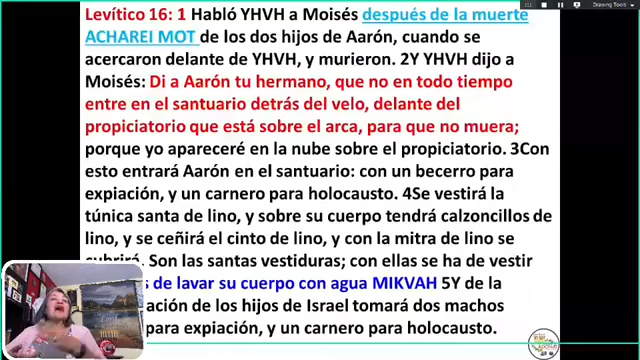 Levítico 16: 1 Habló YHVH a Moisés después de la muerte
ACHAREI MOT de los dos hijos de Aarón, cuando se
acercaron delante de YHVH, y murieron. 2Y YHVH dijo a
Moisés: Di a Aarón tu hermano, que no en todo tiempo
entre en el santuario detrás del velo, delante del
propiciatorio que está sobre el arca, para que no muera;
porque yo apareceré en la nube sobre el propiciatorio. 3Con
esto entrará Aarón en el santuario: con un becerro para
expiación, y un carnero para holocausto. 4Se vestirá la
túnica santa de lino, y sobre su cuerpo tendrá calzoncillos de
lino, y se ceñirá el cinto de lino, y con la mitra de lino se
cubrirá. Son las santas vestiduras; con ellas se ha de vestir
de lavar su cuerpo con agua MIKVAH 5Y de la
ación de los hijos de Israel tomará dos machos
para expiación, y un carnero para holocausto.
Drawing Tools